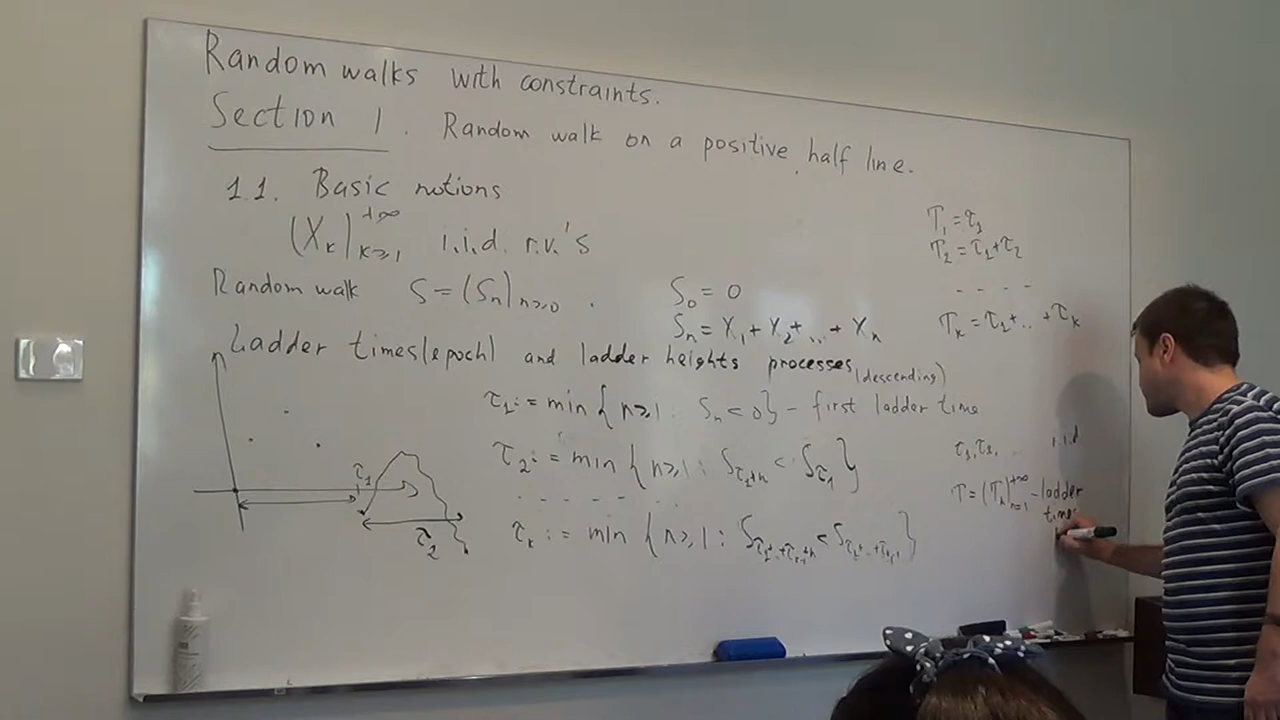 Random walks with constraints.
Section 1. Random walk on a positive half line.
1.1. Basic notions
(X_k)_{k≥1}^{+∞} i.i.d. r.v.'s
Random walk S = (S_n)_{n≥0}.
S_0 = 0
S_n = X_1 + X_2 + ... + X_n
Ladder times(epoch) and ladder heights processes (descending)
τ_1 := min{n≥1 : S_n < 0} - first ladder time
τ_2 := min{n≥1 : S_{τ_1+n} < S_{τ_1}}
- - - - - - -
τ_k := min{n≥1 : S_{τ_1+..+τ_{k-1}+n} < S_{τ_1+...+τ_{k-1}}}
τ_1
τ_2
T_1 = τ_1
T_2 = τ_1 + τ_2
- - - -
T_k = τ_1 + .. + τ_k
τ_1, τ_2, ... i.i.d
T = (T_n)_{n=1}^{+∞} - ladder
times